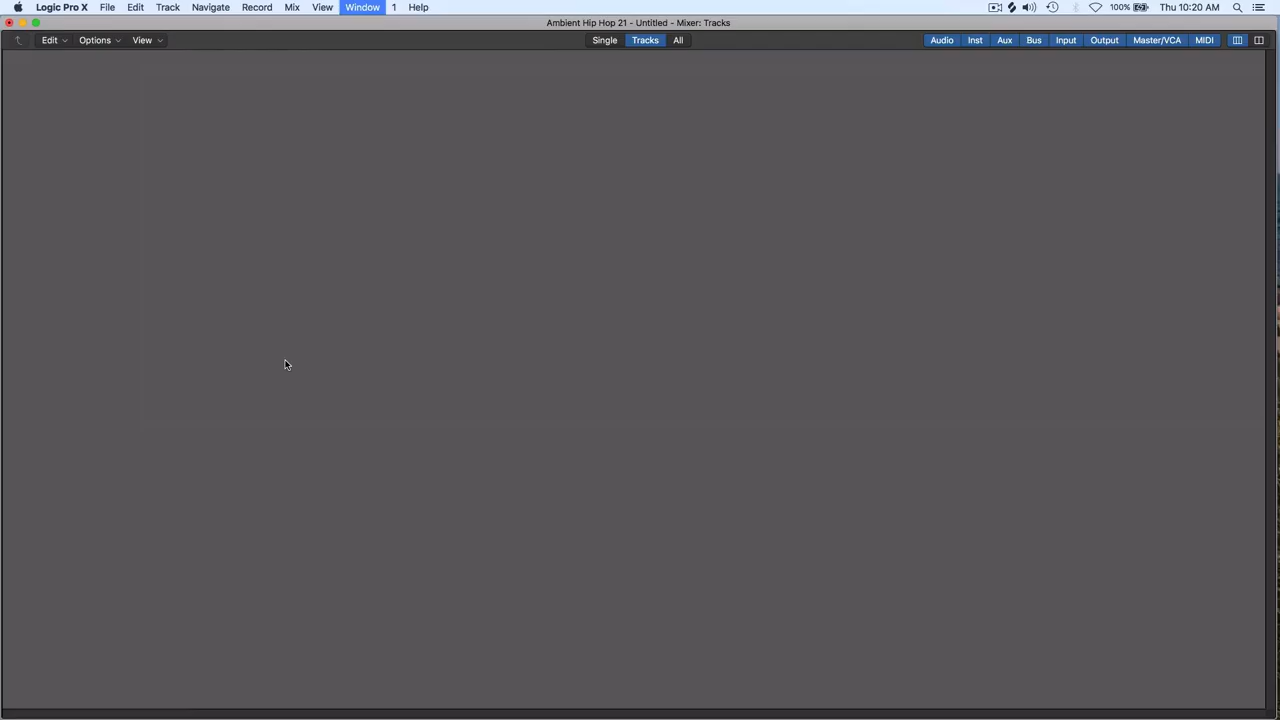 Logic Pro X File Edit Track Navigate Record Mix View Window 1 Help 100% Thu 10:20 AM
Ambient Hip Hop 21 - Untitled - Mixer: Tracks
Edit Options View Single Tracks All Audio Inst Aux Bus Input Output Master/VCA MIDI